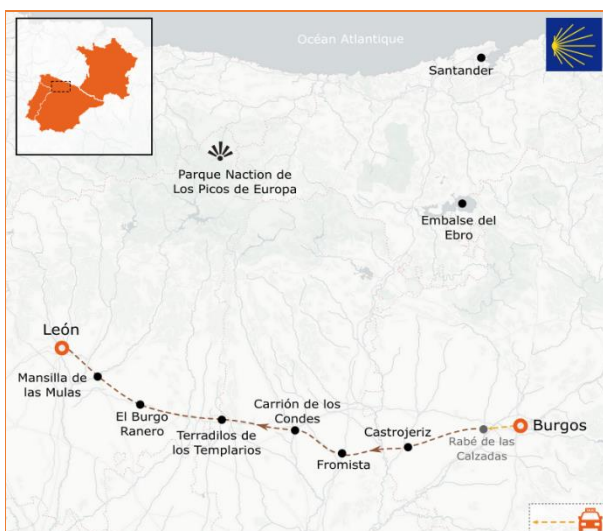 Océan Atlantique
Santander
Parque Naction de
Los Picos de Europa
Embalse del
Ebro
León
Mansilla de
las Mulas
El Burgo
Ranero
Terradilos de
los Templarios
Carrión de los
Condes
Fromista
Castrojeriz
Rabé de las
Calzadas
Burgos